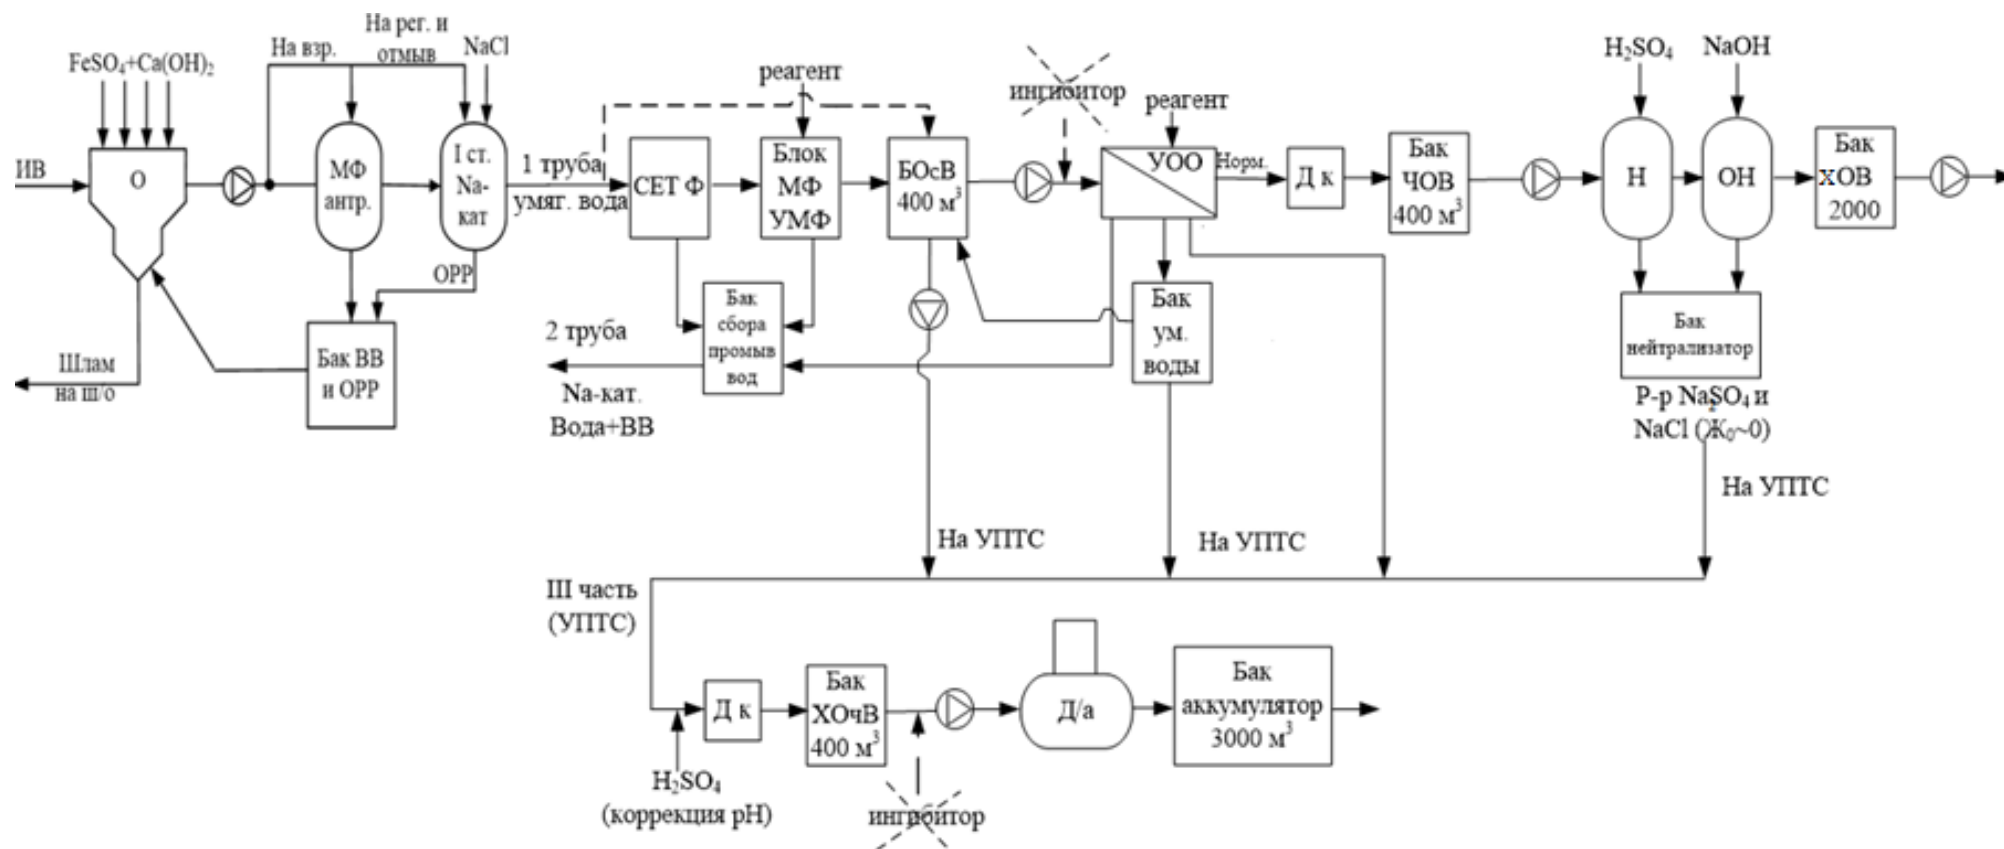 На рег. и
отмыв
На взр.
NaCl
FeSO₄+Ca(OH)₂
ИВ
О
МФ
антр.
I ст.
Na-
кат
ОРР
Бак ВВ
и ОРР
Шлам
на ш/о
1 труба
умяг. вода
СЕТ Ф
реагент
Блок
МФ
УМФ
БОсВ
400 м³
Бак
сбора
промыв
вод
2 труба
Na-кат.
Вода+ВВ
ингибитор
реагент
УОО
Норм.
Бак
ум.
воды
Д к
Бак
ЧОВ
400 м³
H₂SO₄
NaOH
Н
ОН
Бак
хОВ
2000
Бак
нейтрализатор
Р-р Na₂SO₄ и
NaCl (Ж₀~0)
На УПТС
На УПТС
На УПТС
III часть
(УПТС)
H₂SO₄
(коррекция pH)
Д к
Бак
ХОчВ
400 м³
ингибитор
Д/а
Бак
аккумулятор
3000 м³